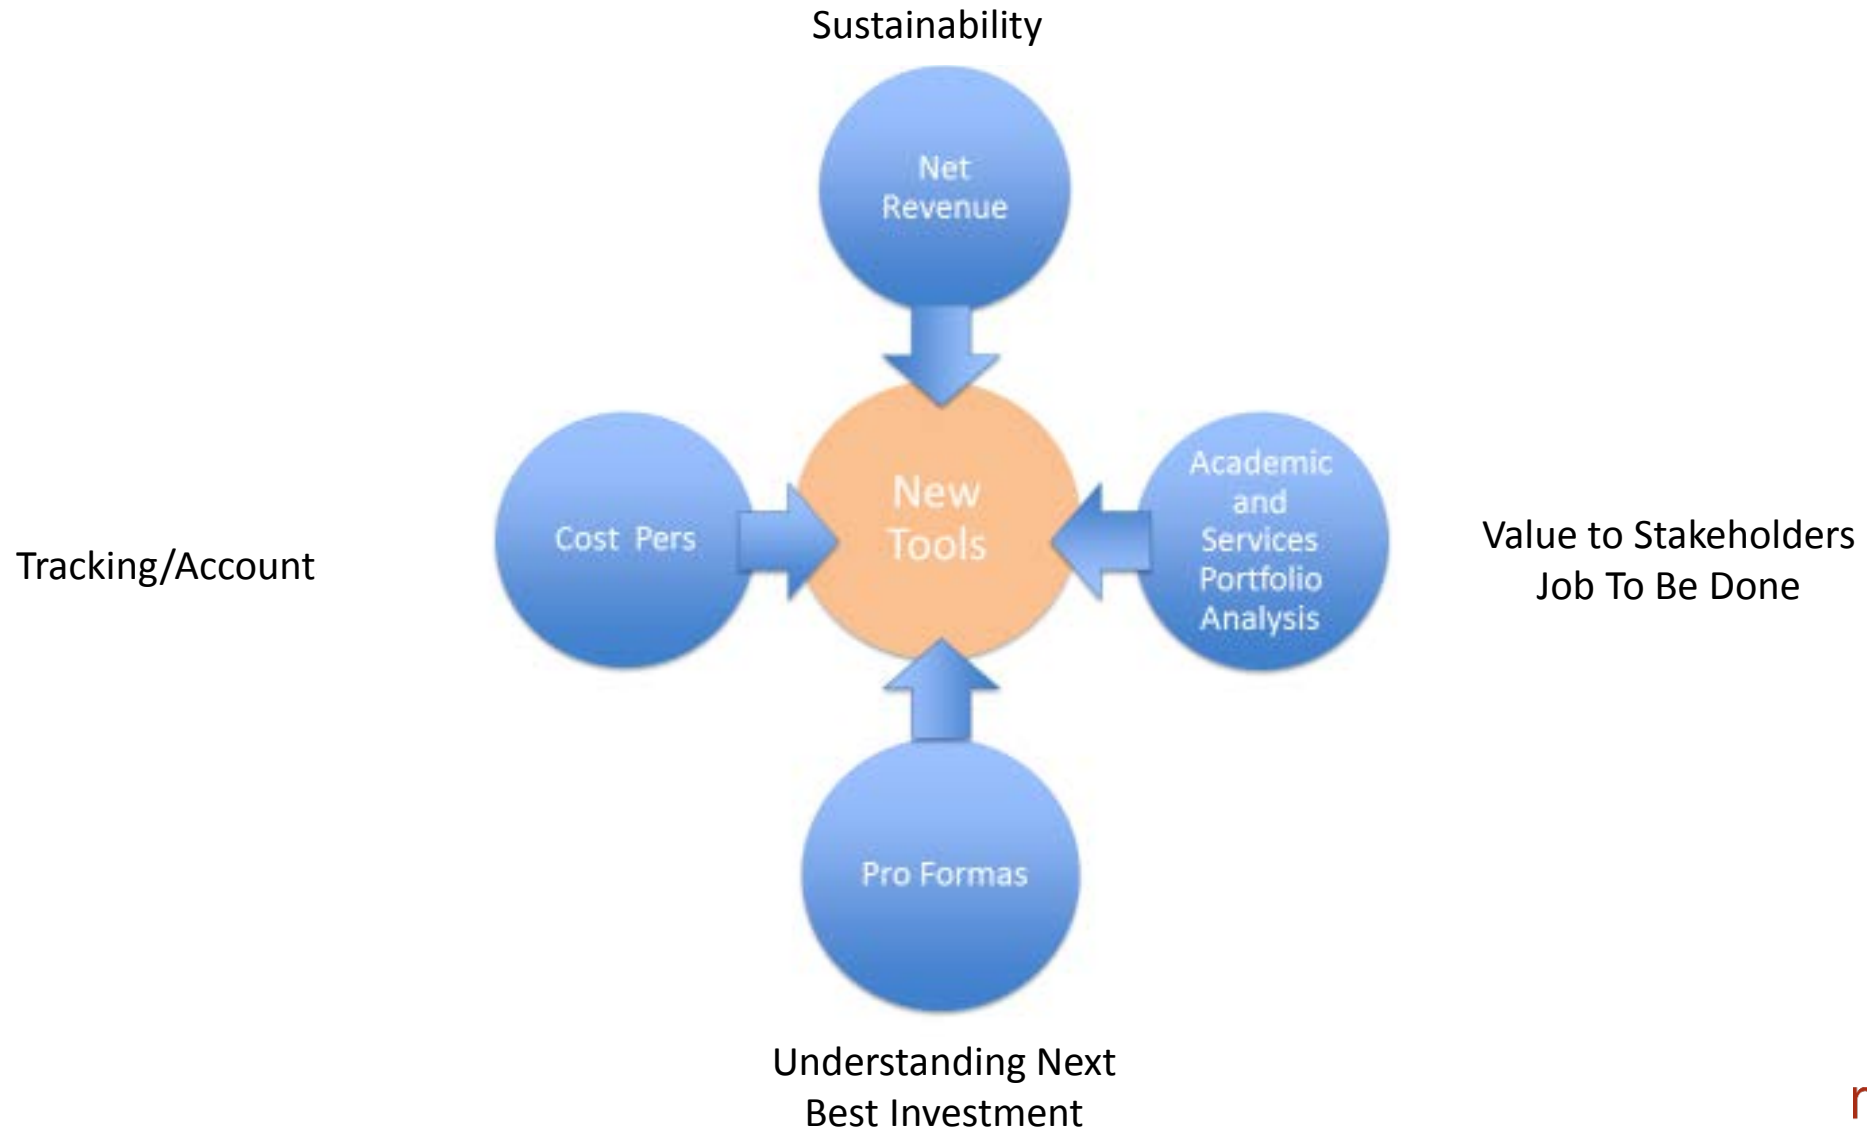 Sustainability
Net
Revenue
New
Tools
Cost Pers
Academic
and
Services
Portfolio
Analysis
Tracking/Account
Value to Stakeholders
Job To Be Done
Pro Formas
Understanding Next
Best Investment
r